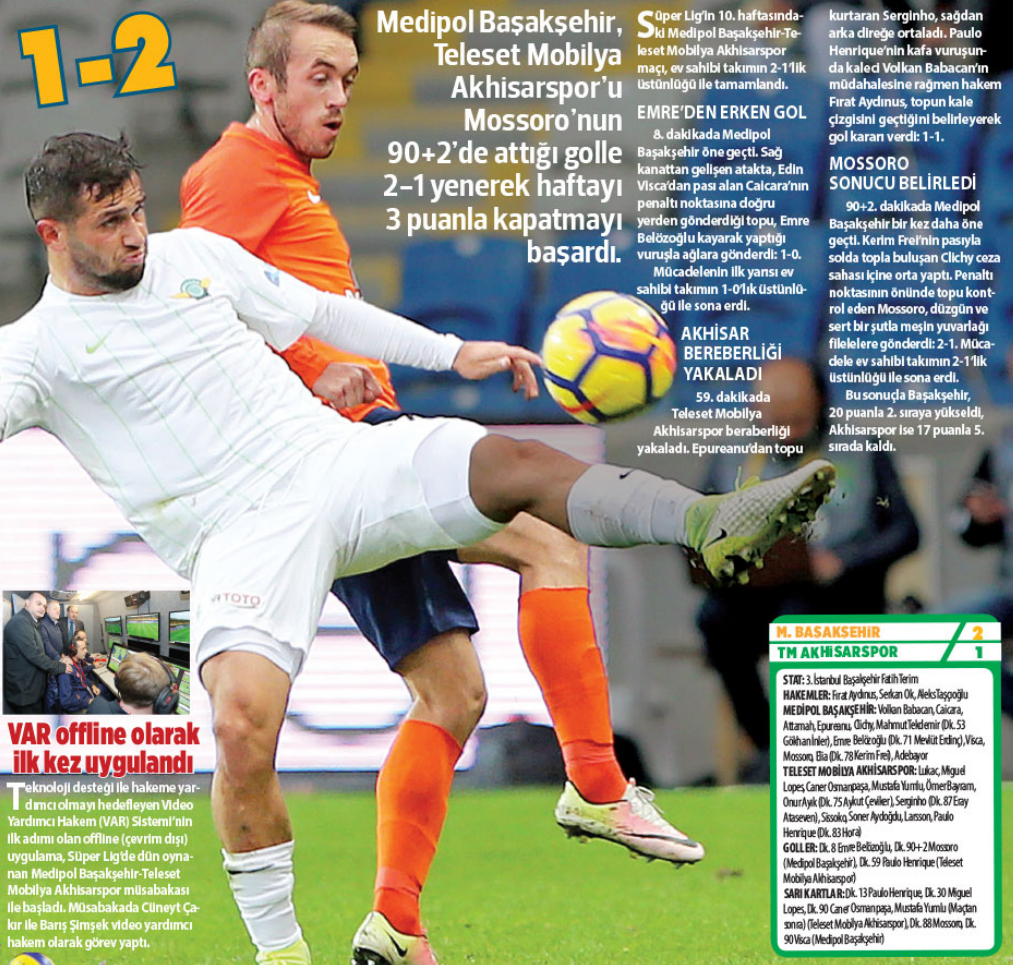 1-2
Medipol Başakşehir,
Teleset Mobilya
Akhisarspor’u
Mossoro’nun
90+2’de attığı golle
2–1 yenerek haftayı
3 puanla kapatmayı
başardı.
Süper Lig’in 10. haftasında-
ki Medipol Başakşehir-Te-
leset Mobilya Akhisarspor
maçı, ev sahibi takımın 2-1’lik
üstünlüğü ile tamamlandı.
EMRE’DEN ERKEN GOL
8. dakikada Medipol
Başakşehir öne geçti. Sağ
kanattan gelişen atakta, Edin
Visca’dan pası alan Caicara’nın
penaltı noktasına doğru
yerden gönderdiği topu, Emre
Belözoğlu kayarak yaptığı
vuruşla ağlara gönderdi: 1-0.
Mücadelenin ilk yarısı ev
sahibi takımın 1-0’lık üstünlü-
ğü ile sona erdi.
AKHİSAR
BEREBERLİĞİ
YAKALADI
59. dakikada
Teleset Mobilya
Akhisarspor beraberliği
yakaladı. Epureanu’dan topu
kurtaran Serginho, sağdan
arka direğe ortaladı. Paulo
Henrique’nin kafa vuruşun-
da kaleci Volkan Babacan’ın
müdahalesine rağmen hakem
Fırat Aydınus, topun kale
çizgisini geçtiğini belirleyerek
gol kararı verdi: 1-1.
MOSSORO
SONUCU BELİRLEDİ
90+2. dakikada Medipol
Başakşehir bir kez daha öne
geçti. Kerim Frei’nin pasıyla
solda topla buluşan Clichy ceza
sahası içine orta yaptı. Penaltı
noktasının önünde topu kont-
rol eden Mossoro, düzgün ve
sert bir şutla meşin yuvarlağı
filelelere gönderdi: 2-1. Müca-
dele ev sahibi takımın 2-1’lik
üstünlüğü ile sona erdi.
Bu sonuçla Başakşehir,
20 puanla 2. sıraya yükseldi,
Akhisarspor ise 17 puanla 5.
sırada kaldı.
R TOTO
VAR offline olarak
ilk kez uygulandı
Teknoloji desteği ile hakeme yar-
dımcı olmayı hedefleyen Video
Yardımcı Hakem (VAR) Sistemi’nin
ilk adımı olan offline (çevrim dışı)
uygulama, Süper Lig’de dün oyna-
nan Medipol Başakşehir-Teleset
Mobilya Akhisarspor müsabakası
ile başladı. Müsabakada Cüneyt Ça-
kır ile Barış Şimşek video yardımcı
hakem olarak görev yaptı.
M. BAŞAKŞEHİR 2
TM AKHİSARSPOR 1
STAT: 3. İstanbul Başakşehir Fatih Terim
HAKEMLER: Fırat Aydınus, Serkan Ok, Aleks Taşçıoğlu
MEDİPOL BAŞAKŞEHİR: Volkan Babacan, Caicara,
Attamah, Epureanu, Clichy, Mahmut Tekdemir (Dk. 53
Gökhan İnler), Emre Belözoğlu (Dk. 71 Mevlüt Erdinç), Visca,
Mossoro, Elia (Dk. 78 Kerim Frei), Adebayor
TELESET MOBİLYA AKHİSARSPOR: Lukac, Miguel
Lopes, Caner Osmanpaşa, Mustafa Yumlu, Ömer Bayram,
Onur Ayık (Dk. 75 Aykut Çeviker), Serginho (Dk. 87 Eray
Ataseven), Sissoko, Soner Aydoğdu, Larsson, Paulo
Henrique (Dk. 83 Hora)
GOLLER: Dk. 8 Emre Belözoğlu, Dk. 90+2 Mossoro
(Medipol Başakşehir), Dk. 59 Paulo Henrique (Teleset
Mobilya Akhisarspor)
SARI KARTLAR: Dk. 13 Paulo Henrique, Dk. 30 Miguel
Lopes, Dk. 90 Caner Osmanpaşa, Mustafa Yumlu (Maçtan
sonra) (Teleset Mobilya Akhisarspor), Dk. 88 Mossoro, Dk.
90 Visca (Medipol Başakşehir)